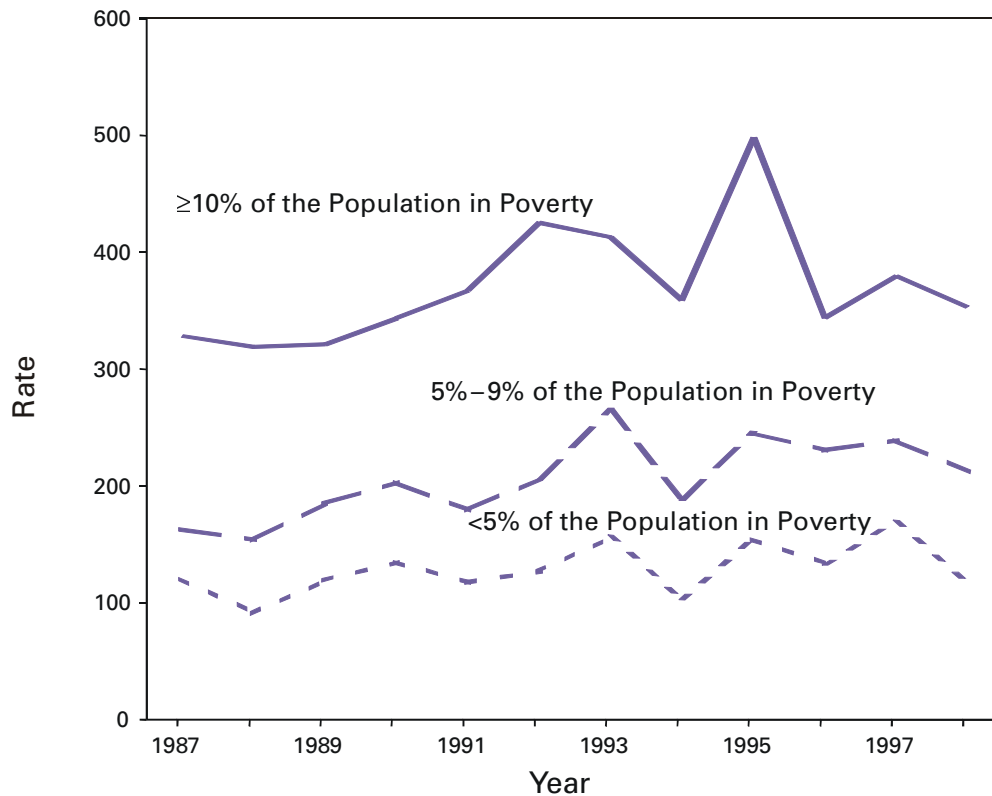 600
500
≥10% of the Population in Poverty
400
300
5%–9% of the Population in Poverty
Rate
200
<5% of the Population in Poverty
100
0
1987 1989 1991 1993 1995 1997
Year